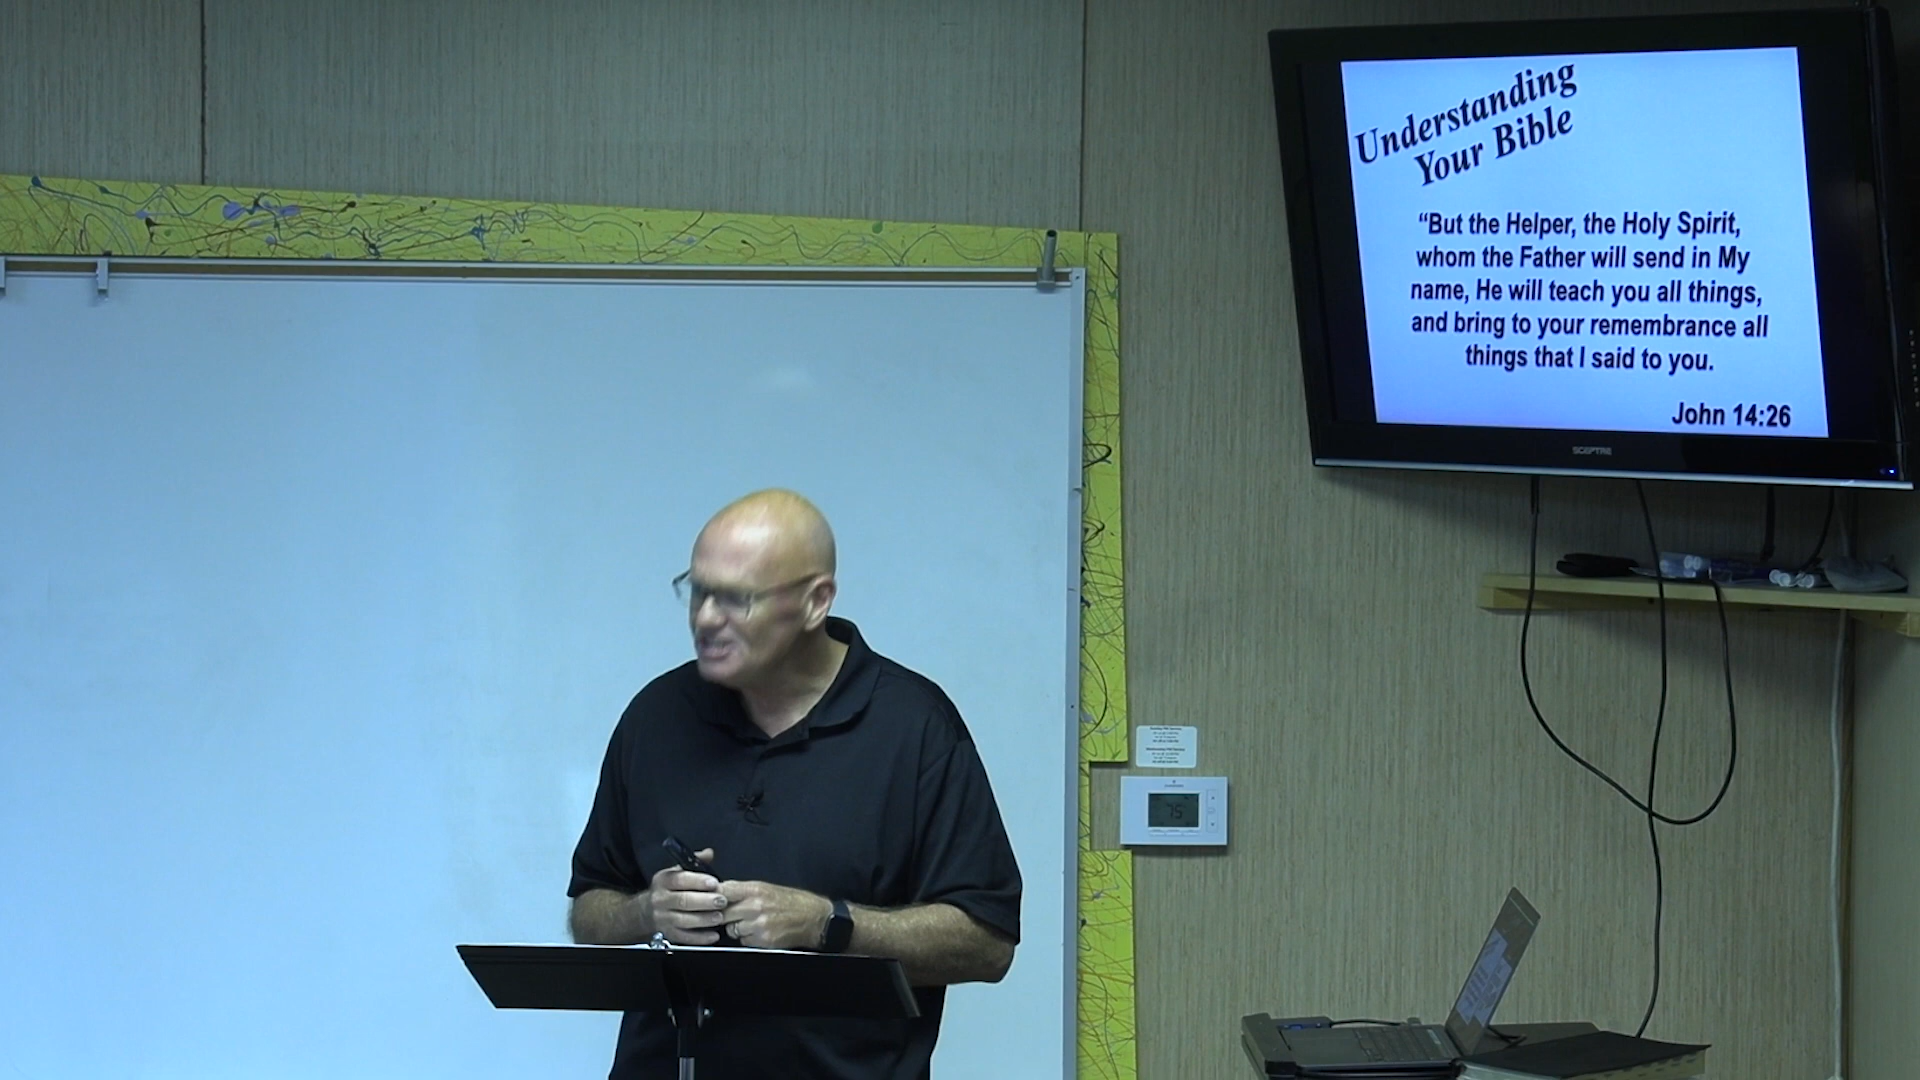 Understanding
Your Bible
“But the Helper, the Holy Spirit,
whom the Father will send in My
name, He will teach you all things,
and bring to your remembrance all
things that I said to you.
John 14:26
SCEPTRE
75